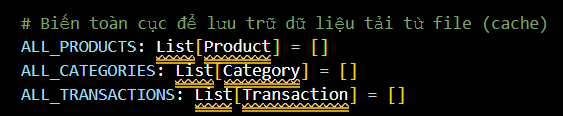 # Biến toàn cục để lưu trữ dữ liệu tải từ file (cache)
ALL_PRODUCTS: List[Product] = []
ALL_CATEGORIES: List[Category] = []
ALL_TRANSACTIONS: List[Transaction] = []